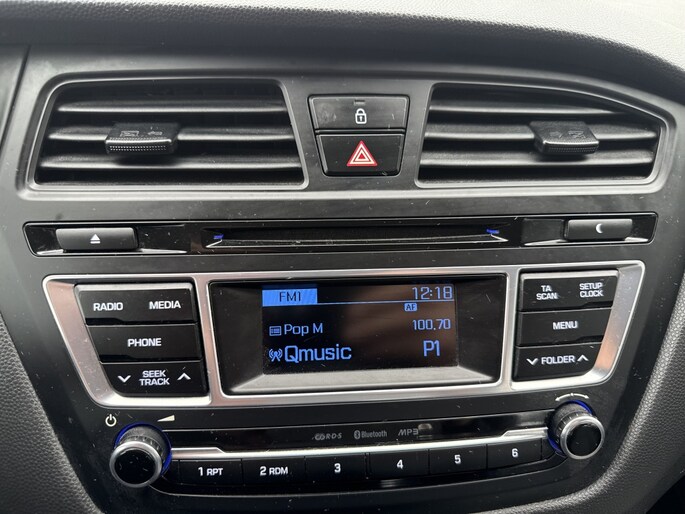 FM1 12:18
AF
Pop M 100.70
Qmusic P1
RADIO MEDIA
PHONE
SEEK
TRACK
TA
SCAN
SETUP
CLOCK
MENU
FOLDER
R·D·S Bluetooth MP3
1 RPT 2 RDM 3 4 5 6